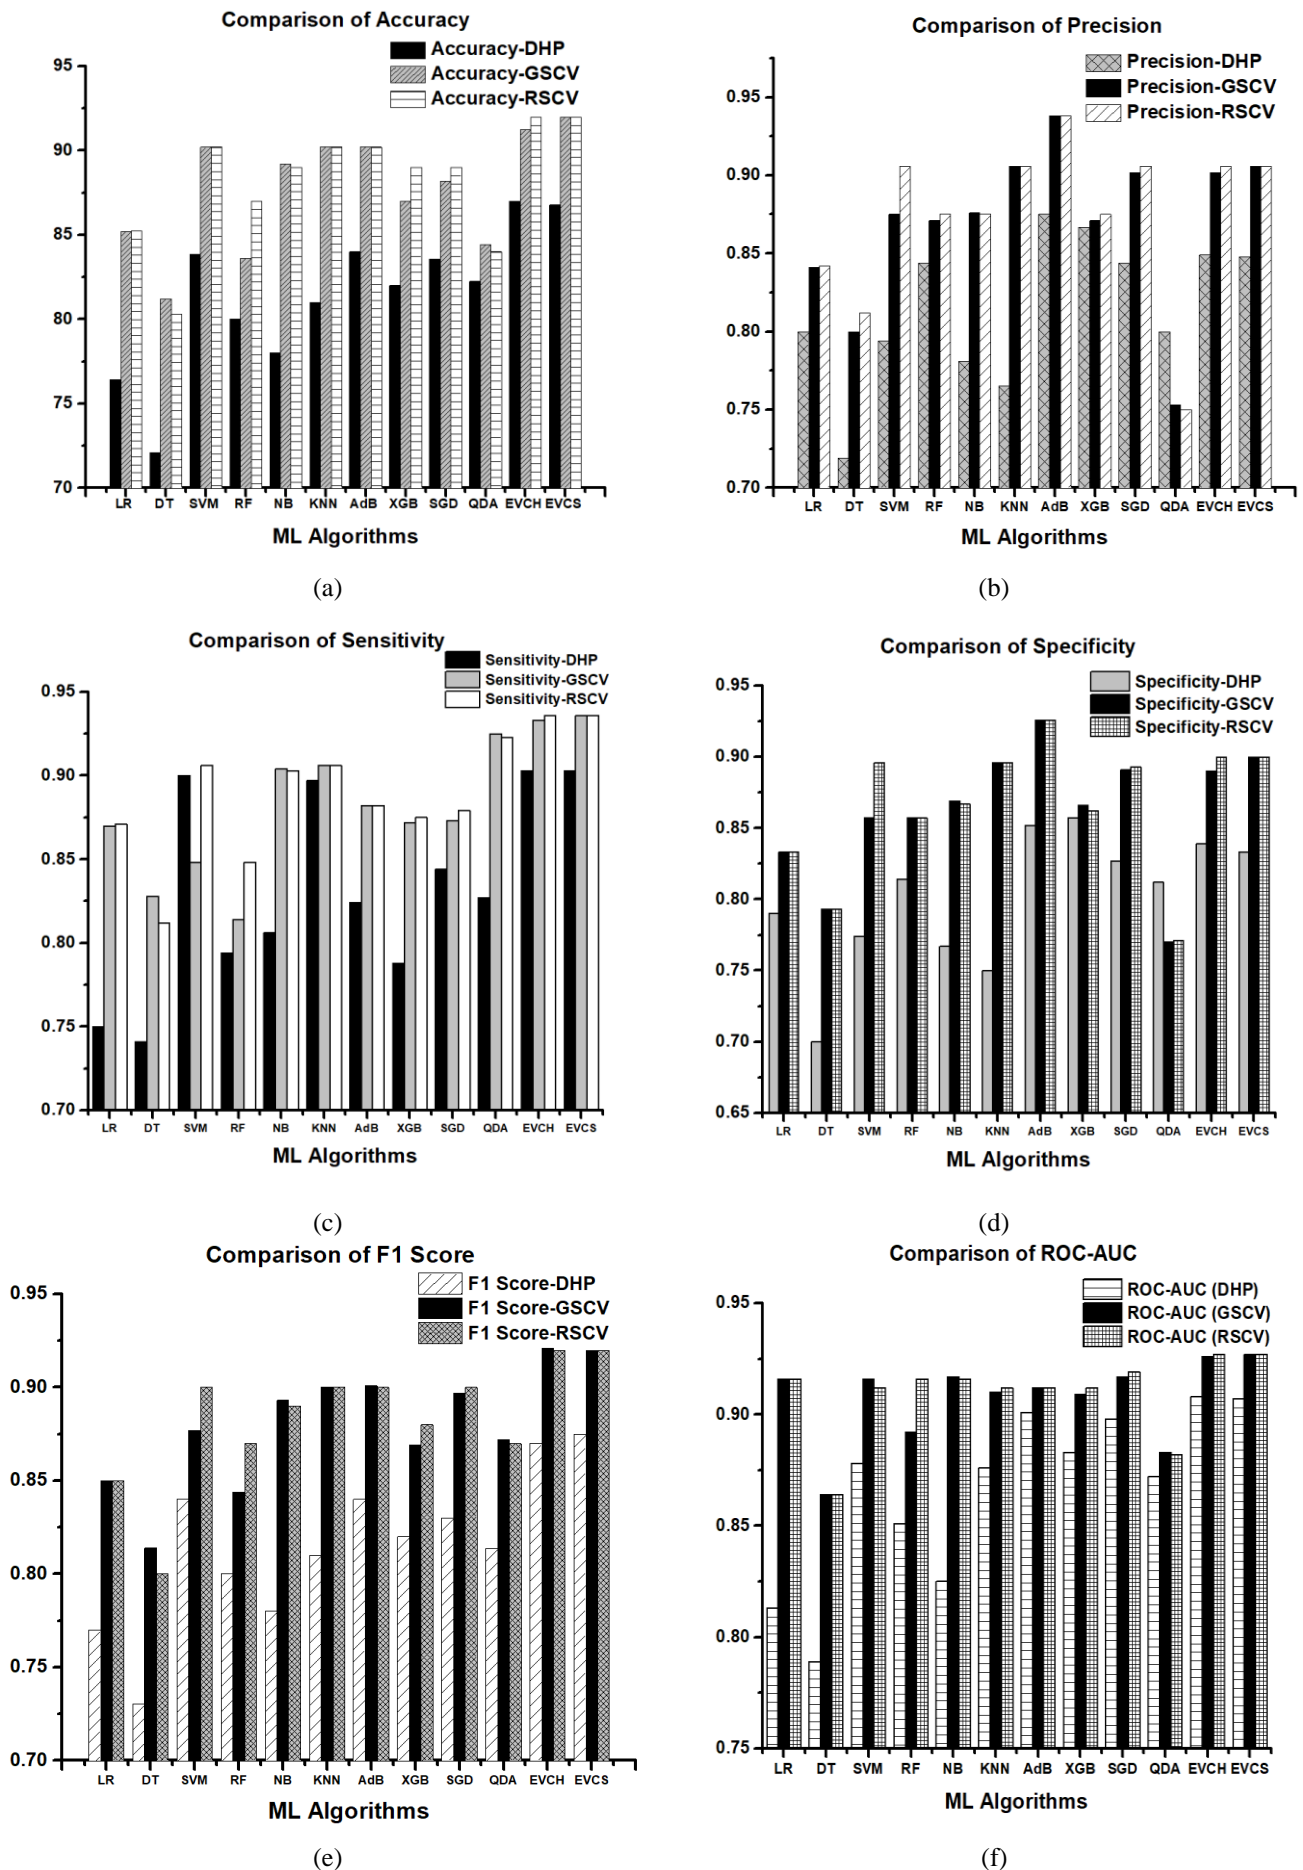 Comparison of Accuracy
Accuracy-DHP
Accuracy-GSCV
Accuracy-RSCV
95
90
85
80
75
70
LR DT SVM RF NB KNN AdB XGB SGD QDA EVCH EVCS
ML Algorithms
(a)
Comparison of Precision
Precision-DHP
Precision-GSCV
Precision-RSCV
0.95
0.90
0.85
0.80
0.75
0.70
LR DT SVM RF NB KNN AdB XGB SGD QDA EVCH EVCS
ML Algorithms
(b)
Comparison of Sensitivity
Sensitivity-DHP
Sensitivity-GSCV
Sensitivity-RSCV
0.95
0.90
0.85
0.80
0.75
0.70
LR DT SVM RF NB KNN AdB XGB SGD QDA EVCH EVCS
ML Algorithms
(c)
Comparison of Specificity
Specificity-DHP
Specificity-GSCV
Specificity-RSCV
0.95
0.90
0.85
0.80
0.75
0.70
0.65
LR DT SVM RF NB KNN AdB XGB SGD QDA EVCH EVCS
ML Algorithms
(d)
Comparison of F1 Score
F1 Score-DHP
F1 Score-GSCV
F1 Score-RSCV
0.95
0.90
0.85
0.80
0.75
0.70
LR DT SVM RF NB KNN AdB XGB SGD QDA EVCH EVCS
ML Algorithms
(e)
Comparison of ROC-AUC
ROC-AUC (DHP)
ROC-AUC (GSCV)
ROC-AUC (RSCV)
0.95
0.90
0.85
0.80
0.75
LR DT SVM RF NB KNN AdB XGB SGD QDA EVCH EVCS
ML Algorithms
(f)